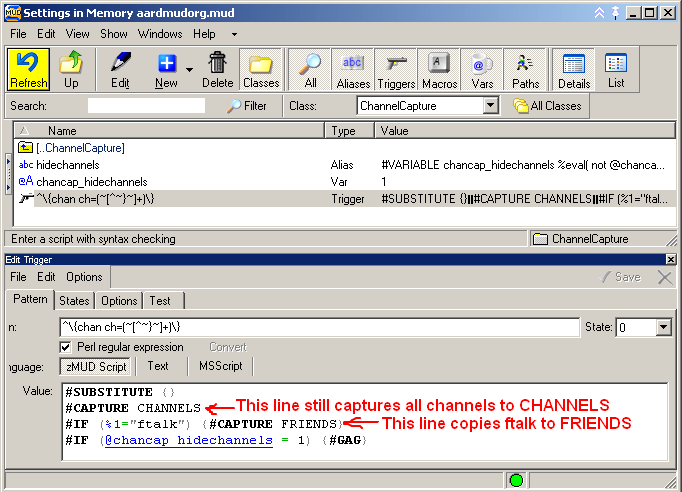 Settings in Memory aardmudorg.mud
File Edit View Show Windows Help
Refresh Up Edit New Delete Classes All Aliases Triggers Macros Vars Paths Details List
Search: Filter Class: ChannelCapture All Classes
Name Type Value
[..ChannelCapture]
abc hidechannels Alias #VARIABLE chancap_hidechannels %eval( not @chanca...
@A chancap_hidechannels Var 1
^\{chan ch=(~[^~}~]+)\} Trigger #SUBSTITUTE {}||#CAPTURE CHANNELS||#IF (%1="ftal...
Enter a script with syntax checking ChannelCapture
Edit Trigger
File Edit Options Save
Pattern States Options Test
n: ^\{chan ch=(~[^~}~]+)\} State: 0
Perl regular expression Convert
nguage: zMUD Script Text MSScript
Value: #SUBSTITUTE {}
#CAPTURE CHANNELS This line still captures all channels to CHANNELS
#IF (%1="ftalk") {#CAPTURE FRIENDS} This line copies ftalk to FRIENDS
#IF (@chancap_hidechannels = 1) {#GAG}